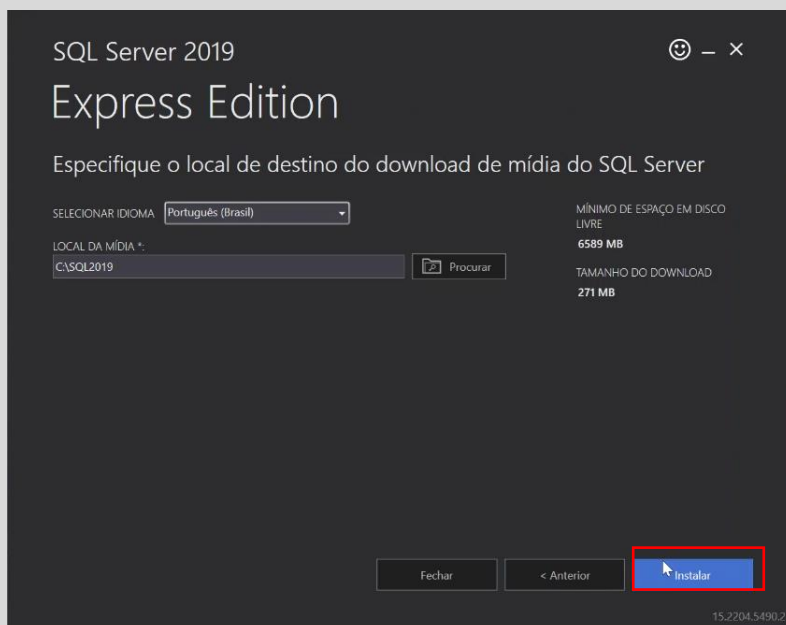 SQL Server 2019
Express Edition
Especifique o local de destino do download de mídia do SQL Server
SELECIONAR IDIOMA Português (Brasil)
LOCAL DA MÍDIA *:
C:\SQL2019
Procurar
MÍNIMO DE ESPAÇO EM DISCO
LIVRE
6589 MB
TAMANHO DO DOWNLOAD
271 MB
Fechar
< Anterior
Instalar
15.2204.5490.2